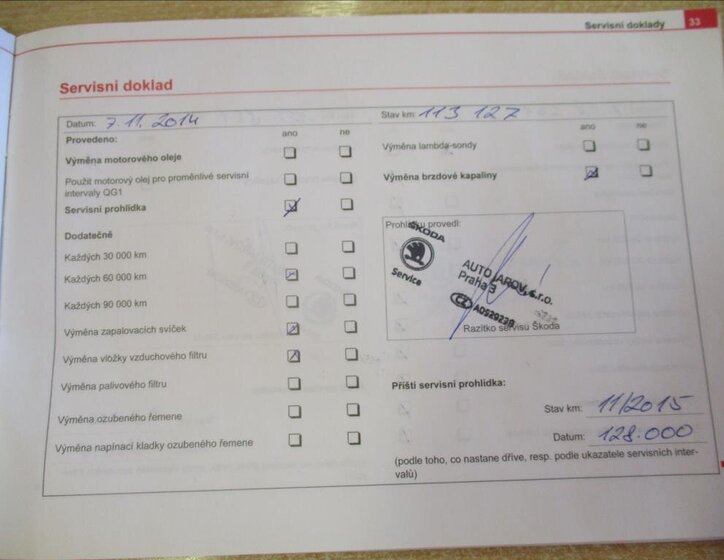 Servisní doklady 33
Servisní doklad
Datum: 7.11. 2014
Stav km: 113 127
Provedeno: ano ne
ano ne
Výměna motorového oleje
Použit motorový olej pro proměnlivé servisní
intervaly QG1
Servisní prohlídka
Výměna lambda-sondy
Výměna brzdové kapaliny
Dodatečně
Každých 30 000 km
Každých 60 000 km
Každých 90 000 km
Výměna zapalovacích svíček
Výměna vložky vzduchového filtru
Výměna palivového filtru
Výměna ozubeného řemene
Výměna napínací kladky ozubeného řemene
Prohlídku provedl:
ŠKODA
Service
AUTO JAROV, s.r.o.
Praha 3
CZ
Razítko servisu Škoda
Příští servisní prohlídka:
Stav km: 11/2015
Datum: 128.000
(podle toho, co nastane dříve, resp. podle ukazatele servisních inter-
valů)